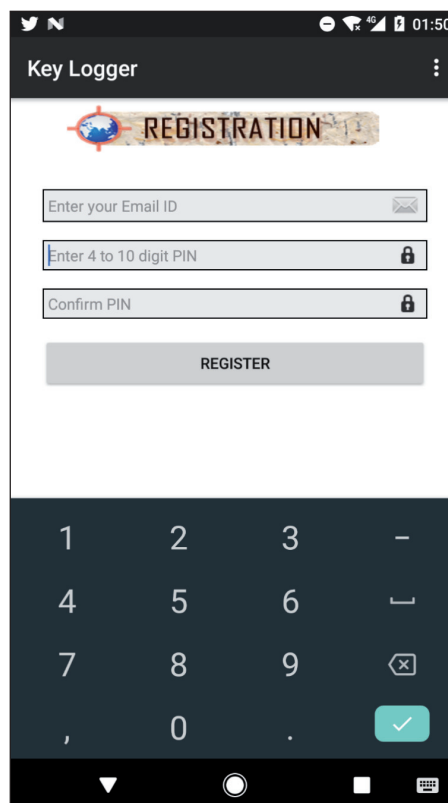 4G 01:50
Key Logger
REGISTRATION
Enter your Email ID
Enter 4 to 10 digit PIN
Confirm PIN
REGISTER
1 2 3 -
4 5 6
7 8 9
, 0 .